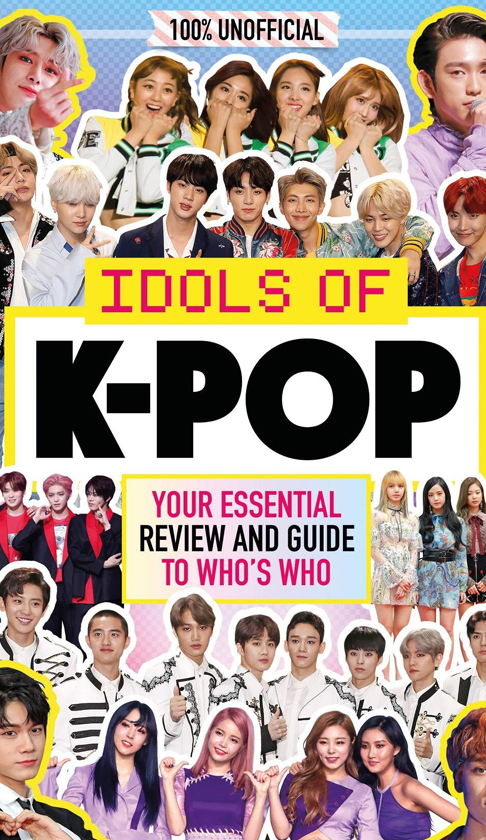 100% UNOFFICIAL
IDOLS OF
K-POP
YOUR ESSENTIAL
REVIEW AND GUIDE
TO WHO'S WHO